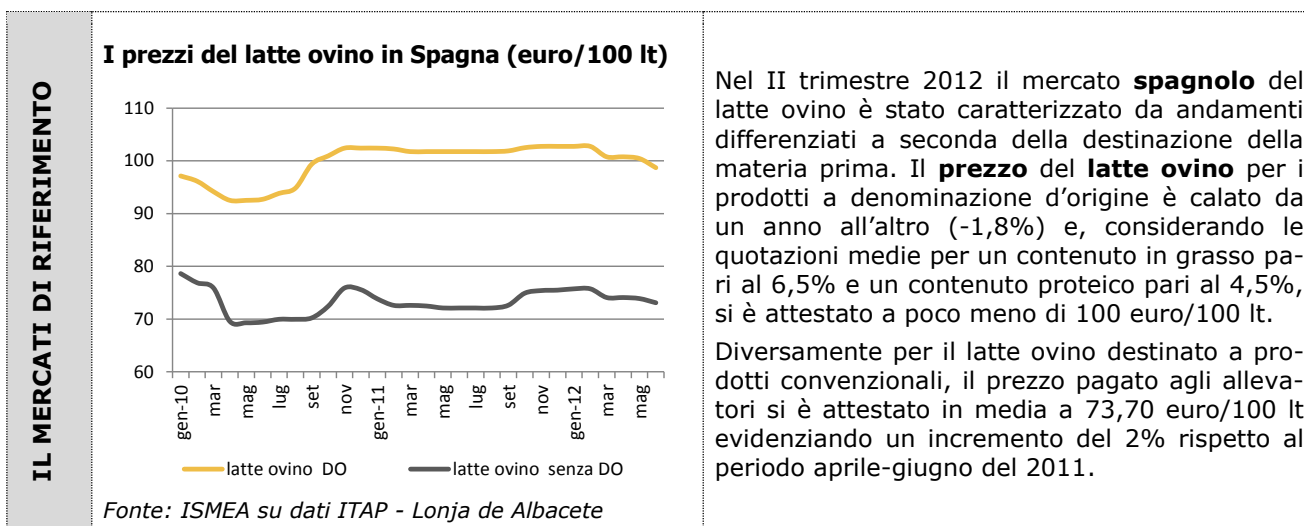 IL MERCATI DI RIFERIMENTO
I prezzi del latte ovino in Spagna (euro/100 lt)
110
100
90
80
70
60
gen-10
mar
mag
lug
set
nov
gen-11
mar
mag
lug
set
nov
gen-12
mar
mag
latte ovino DO
latte ovino senza DO
Fonte: ISMEA su dati ITAP - Lonja de Albacete
Nel II trimestre 2012 il mercato spagnolo del
latte ovino è stato caratterizzato da andamenti
differenziati a seconda della destinazione della
materia prima. Il prezzo del latte ovino per i
prodotti a denominazione d’origine è calato da
un anno all’altro (-1,8%) e, considerando le
quotazioni medie per un contenuto in grasso pa-
ri al 6,5% e un contenuto proteico pari al 4,5%,
si è attestato a poco meno di 100 euro/100 lt.
Diversamente per il latte ovino destinato a pro-
dotti convenzionali, il prezzo pagato agli alleva-
tori si è attestato in media a 73,70 euro/100 lt
evidenziando un incremento del 2% rispetto al
periodo aprile-giugno del 2011.